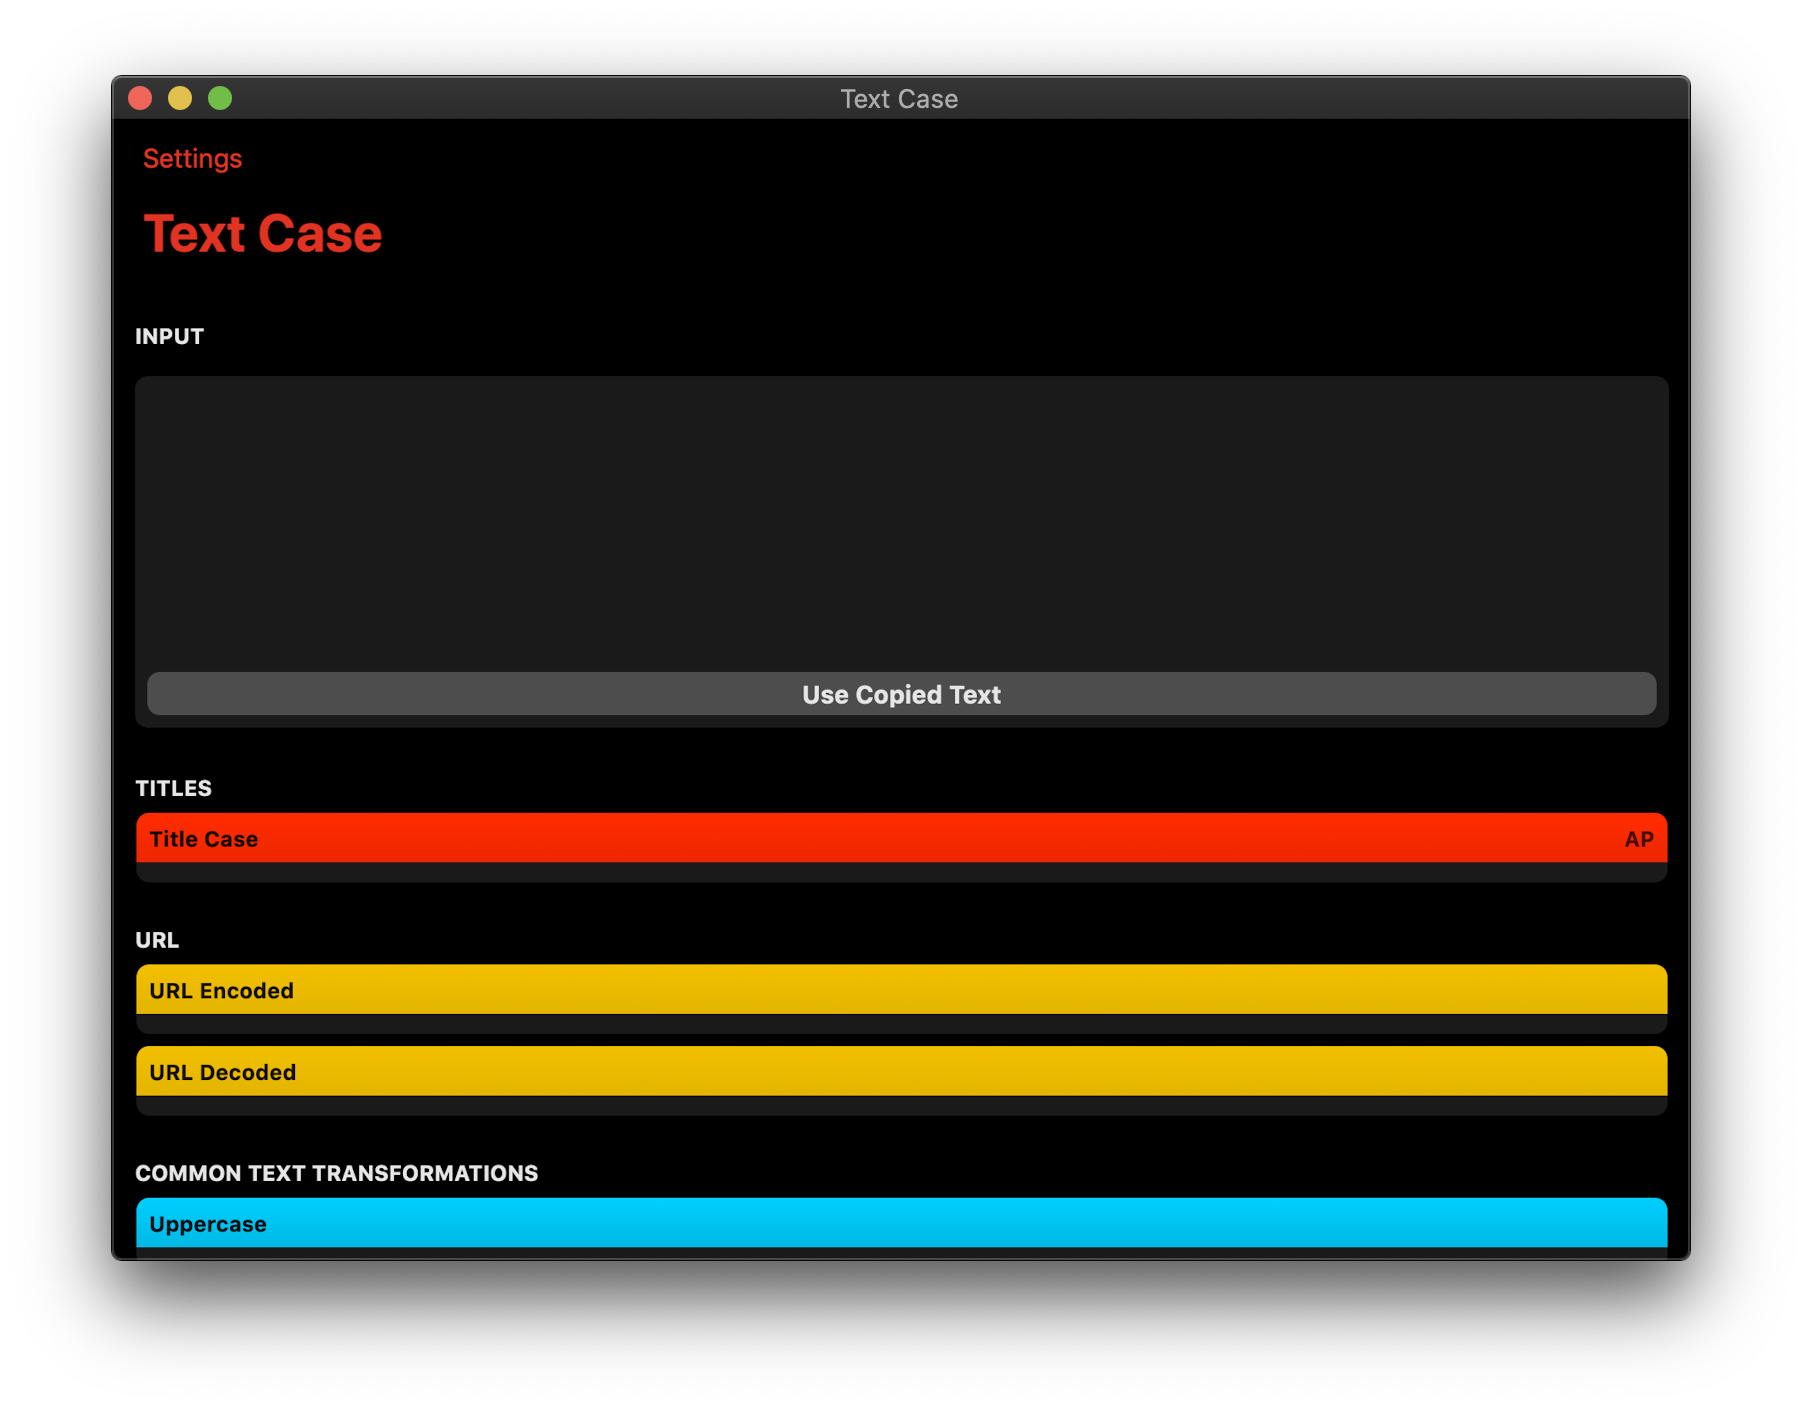 Text Case
Settings
Text Case
INPUT
Use Copied Text
TITLES
Title Case AP
URL
URL Encoded
URL Decoded
COMMON TEXT TRANSFORMATIONS
Uppercase